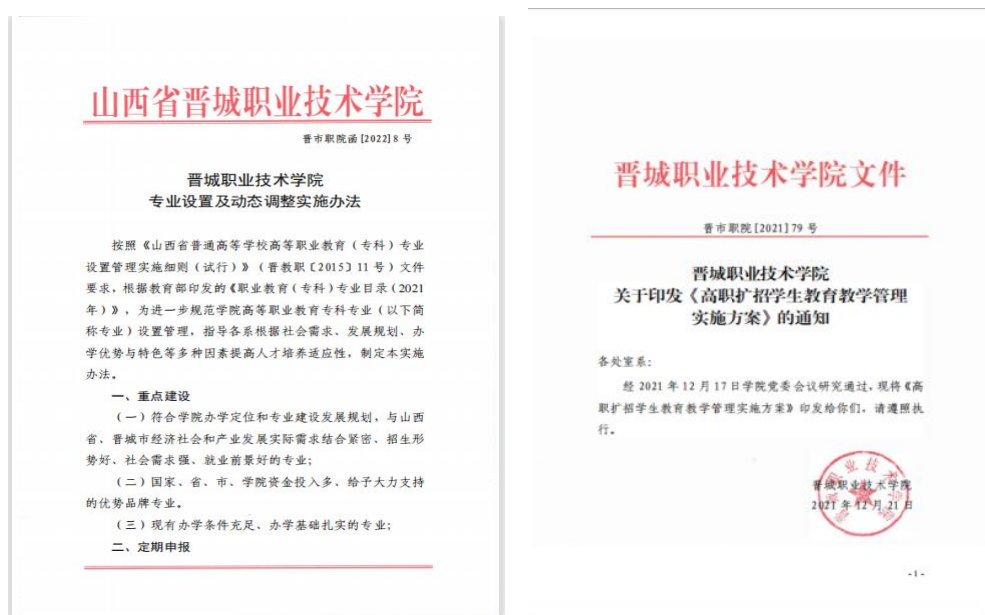 山西省晋城职业技术学院
晋市职院函[2022]8 号
晋城职业技术学院
专业设置及动态调整实施办法
按照《山西省普通高等学校高等职业教育（专科）专业
设置管理实施细则（试行）》（晋教职〔2015〕11 号）文件
要求，根据教育部印发的《职业教育（专科）专业目录（2021
年）》，为进一步规范学院高等职业教育专科专业（以下简
称专业）设置管理，指导各系根据社会需求、发展规划、办
学优势与特色等多种因素提高人才培养适应性，制定本实施
办法。
一、重点建设
（一）符合学院办学定位和专业建设发展规划，与山西
省、晋城市经济社会和产业发展实际需求结合紧密、招生形
势好、社会需求强、就业前景好的专业；
（二）国家、省、市、学院资金投入多、给予大力支持
的优势品牌专业。
（三）现有办学条件充足、办学基础扎实的专业；
二、定期申报
晋城职业技术学院文件
晋市职院[2021]79 号
晋城职业技术学院
关于印发《高职扩招学生教育教学管理
实施方案》的通知
各处室系：
经 2021 年 12 月 17 日学院党委会议研究通过，现将《高
职扩招学生教育教学管理实施方案》印发给你们，请遵照执
行。
晋城职业技术学院
2021 年 12 月 21 日
晋城职业技术学院
-1-